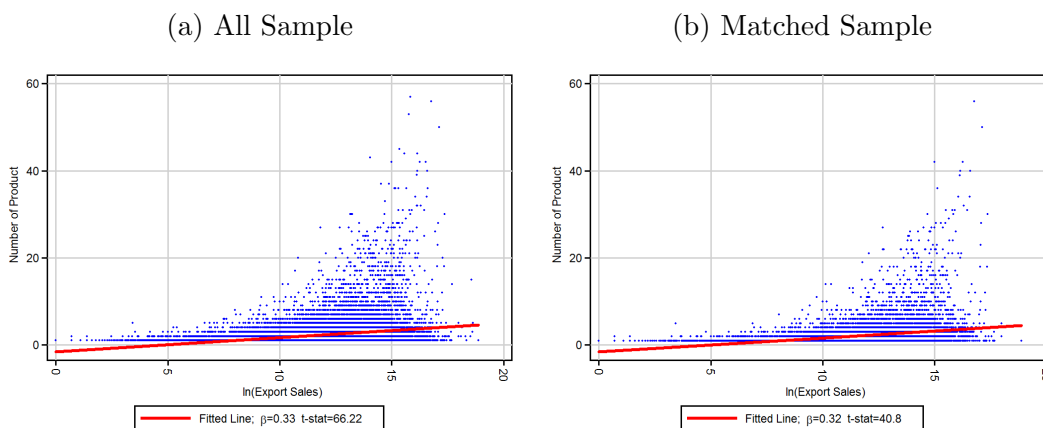 (a) All Sample
60
40
20
0
Number of Product
0
5
10
15
20
ln(Export Sales)
Fitted Line; β=0.33 t-stat=66.22
(b) Matched Sample
60
40
20
0
Number of Product
0
5
10
15
20
ln(Export Sales)
Fitted Line; β=0.32 t-stat=40.8